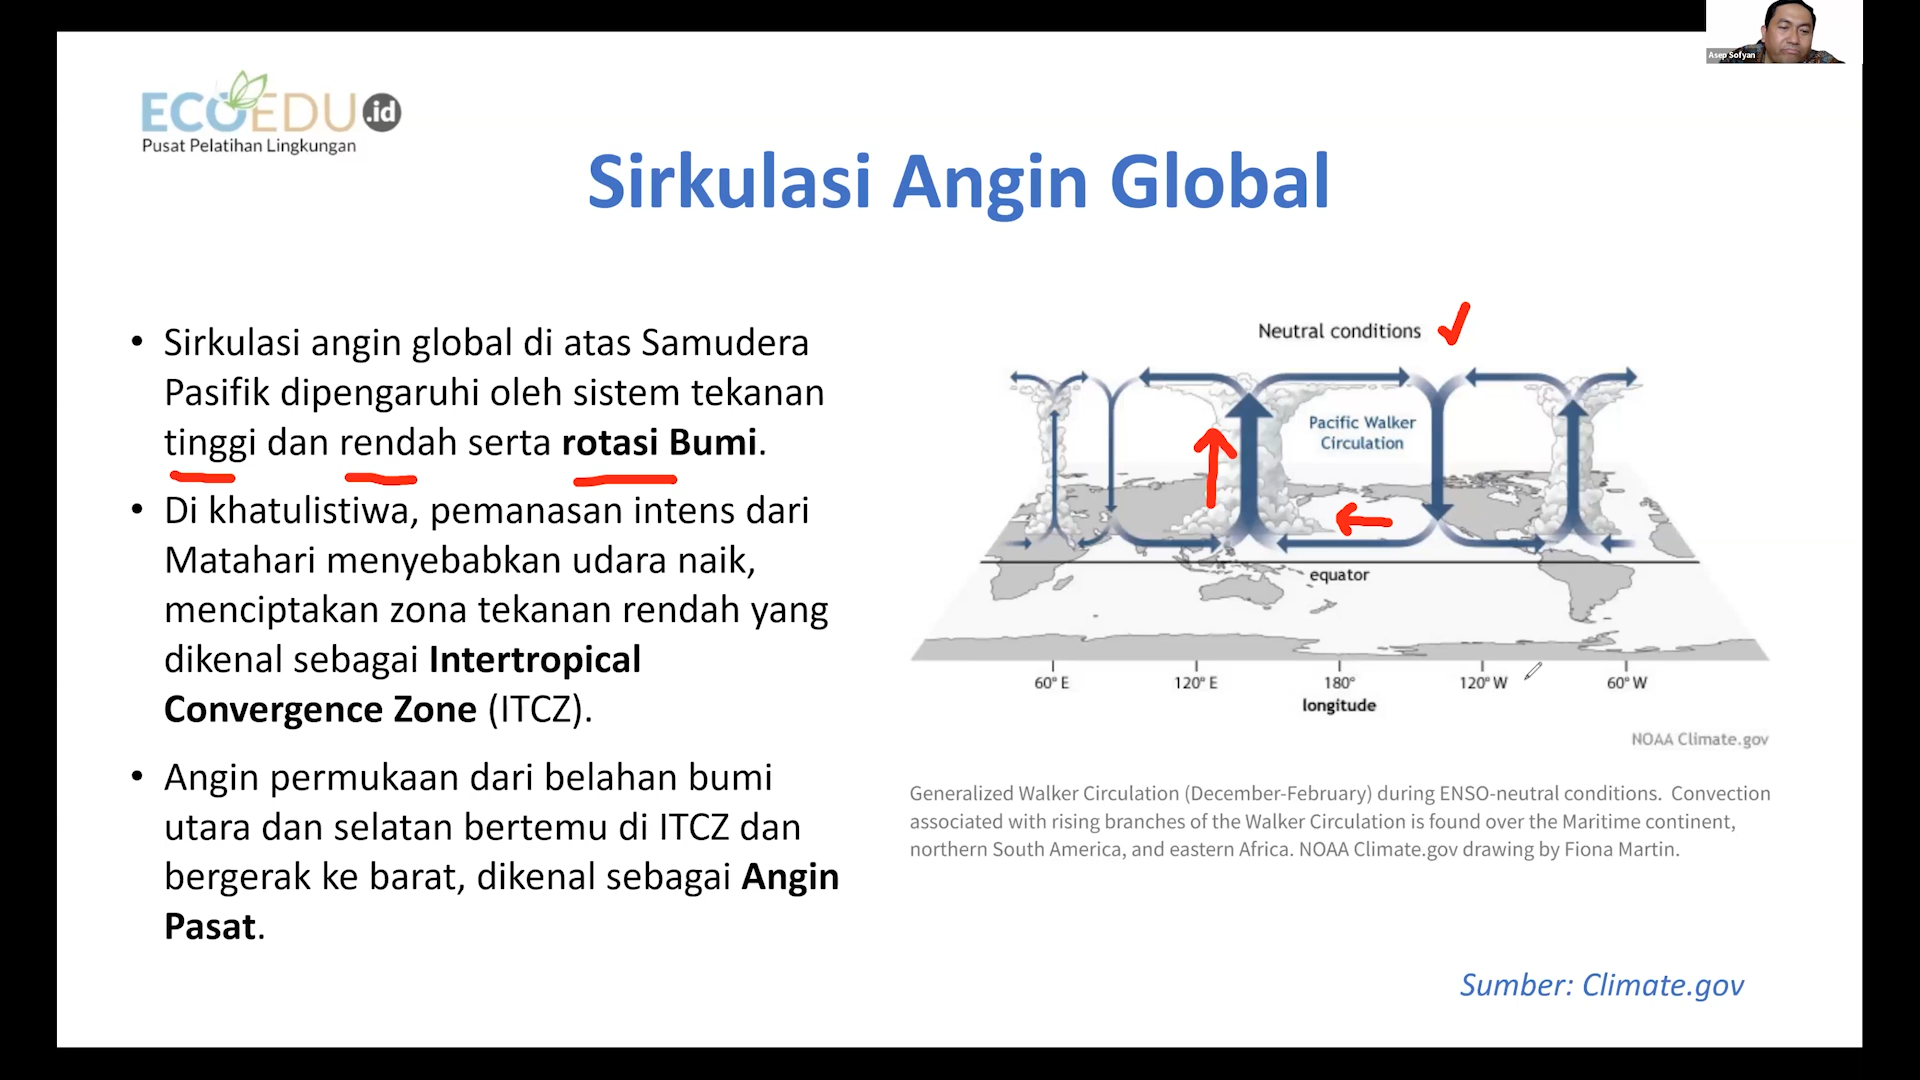 Asep Sofyan
ECOEDU.id
Pusat Pelatihan Lingkungan
Sirkulasi Angin Global
• Sirkulasi angin global di atas Samudera
Pasifik dipengaruhi oleh sistem tekanan
tinggi dan rendah serta rotasi Bumi.
• Di khatulistiwa, pemanasan intens dari
Matahari menyebabkan udara naik,
menciptakan zona tekanan rendah yang
dikenal sebagai Intertropical
Convergence Zone (ITCZ).
• Angin permukaan dari belahan bumi
utara dan selatan bertemu di ITCZ dan
bergerak ke barat, dikenal sebagai Angin
Pasat.
Neutral conditions
Pacific Walker
Circulation
equator
60° E 120° E 180° 120° W 60° W
longitude
NOAA Climate.gov
Generalized Walker Circulation (December-February) during ENSO-neutral conditions. Convection
associated with rising branches of the Walker Circulation is found over the Maritime continent,
northern South America, and eastern Africa. NOAA Climate.gov drawing by Fiona Martin.
Sumber: Climate.gov